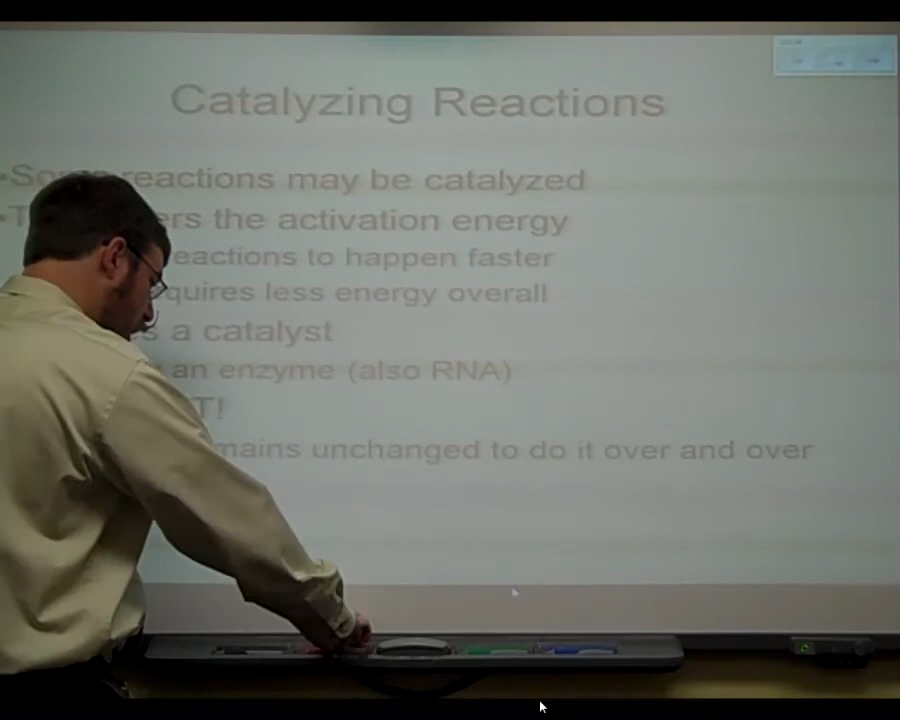 Catalyzing Reactions
•Some reactions may be catalyzed
•T ers the activation energy
eactions to happen faster
quires less energy overall
s a catalyst
an enzyme (also RNA)
T!
mains unchanged to do it over and over